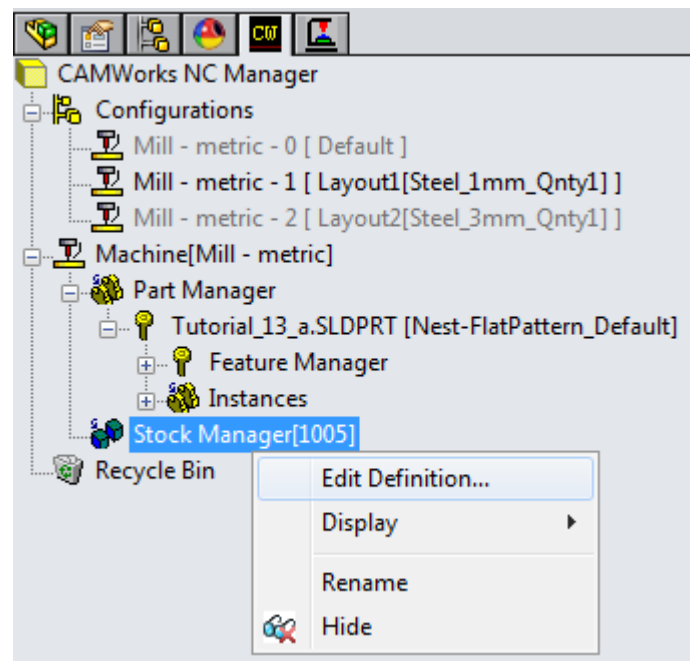 CW
CAMWorks NC Manager
Configurations
Mill - metric - 0 [ Default ]
Mill - metric - 1 [ Layout1[Steel_1mm_Qnty1] ]
Mill - metric - 2 [ Layout2[Steel_3mm_Qnty1] ]
Machine[Mill - metric]
Part Manager
Tutorial_13_a.SLDPRT [Nest-FlatPattern_Default]
Feature Manager
Instances
Stock Manager[1005]
Recycle Bin
Edit Definition...
Display
Rename
Hide